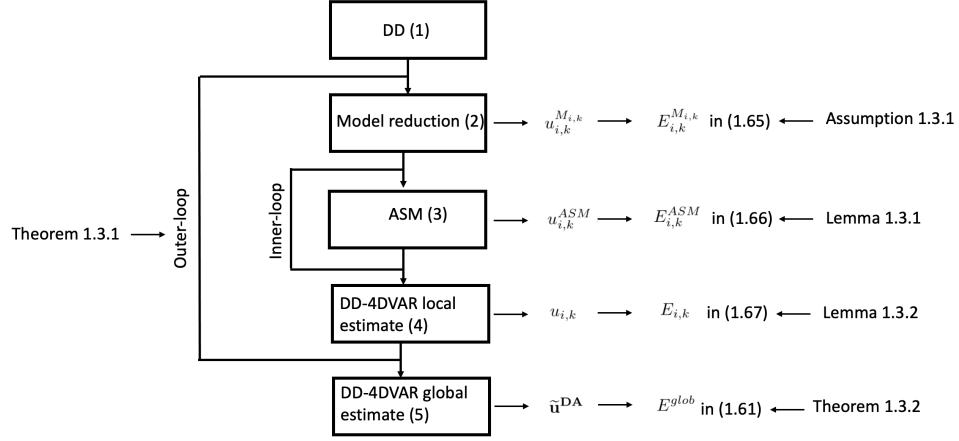 DD (1)
Model reduction (2)
$u_{i,k}^{M_{i,k}}$
$E_{i,k}^{M_{i,k}}$ in (1.65)
Assumption 1.3.1
Inner-loop
ASM (3)
$u_{i,k}^{ASM}$
$E_{i,k}^{ASM}$ in (1.66)
Lemma 1.3.1
Theorem 1.3.1
Outer-loop
DD-4DVAR local
estimate (4)
$u_{i,k}$
$E_{i,k}$ in (1.67)
Lemma 1.3.2
DD-4DVAR global
estimate (5)
$\widetilde{\mathbf{u}}^{\mathbf{DA}}$
$E^{glob}$ in (1.61)
Theorem 1.3.2